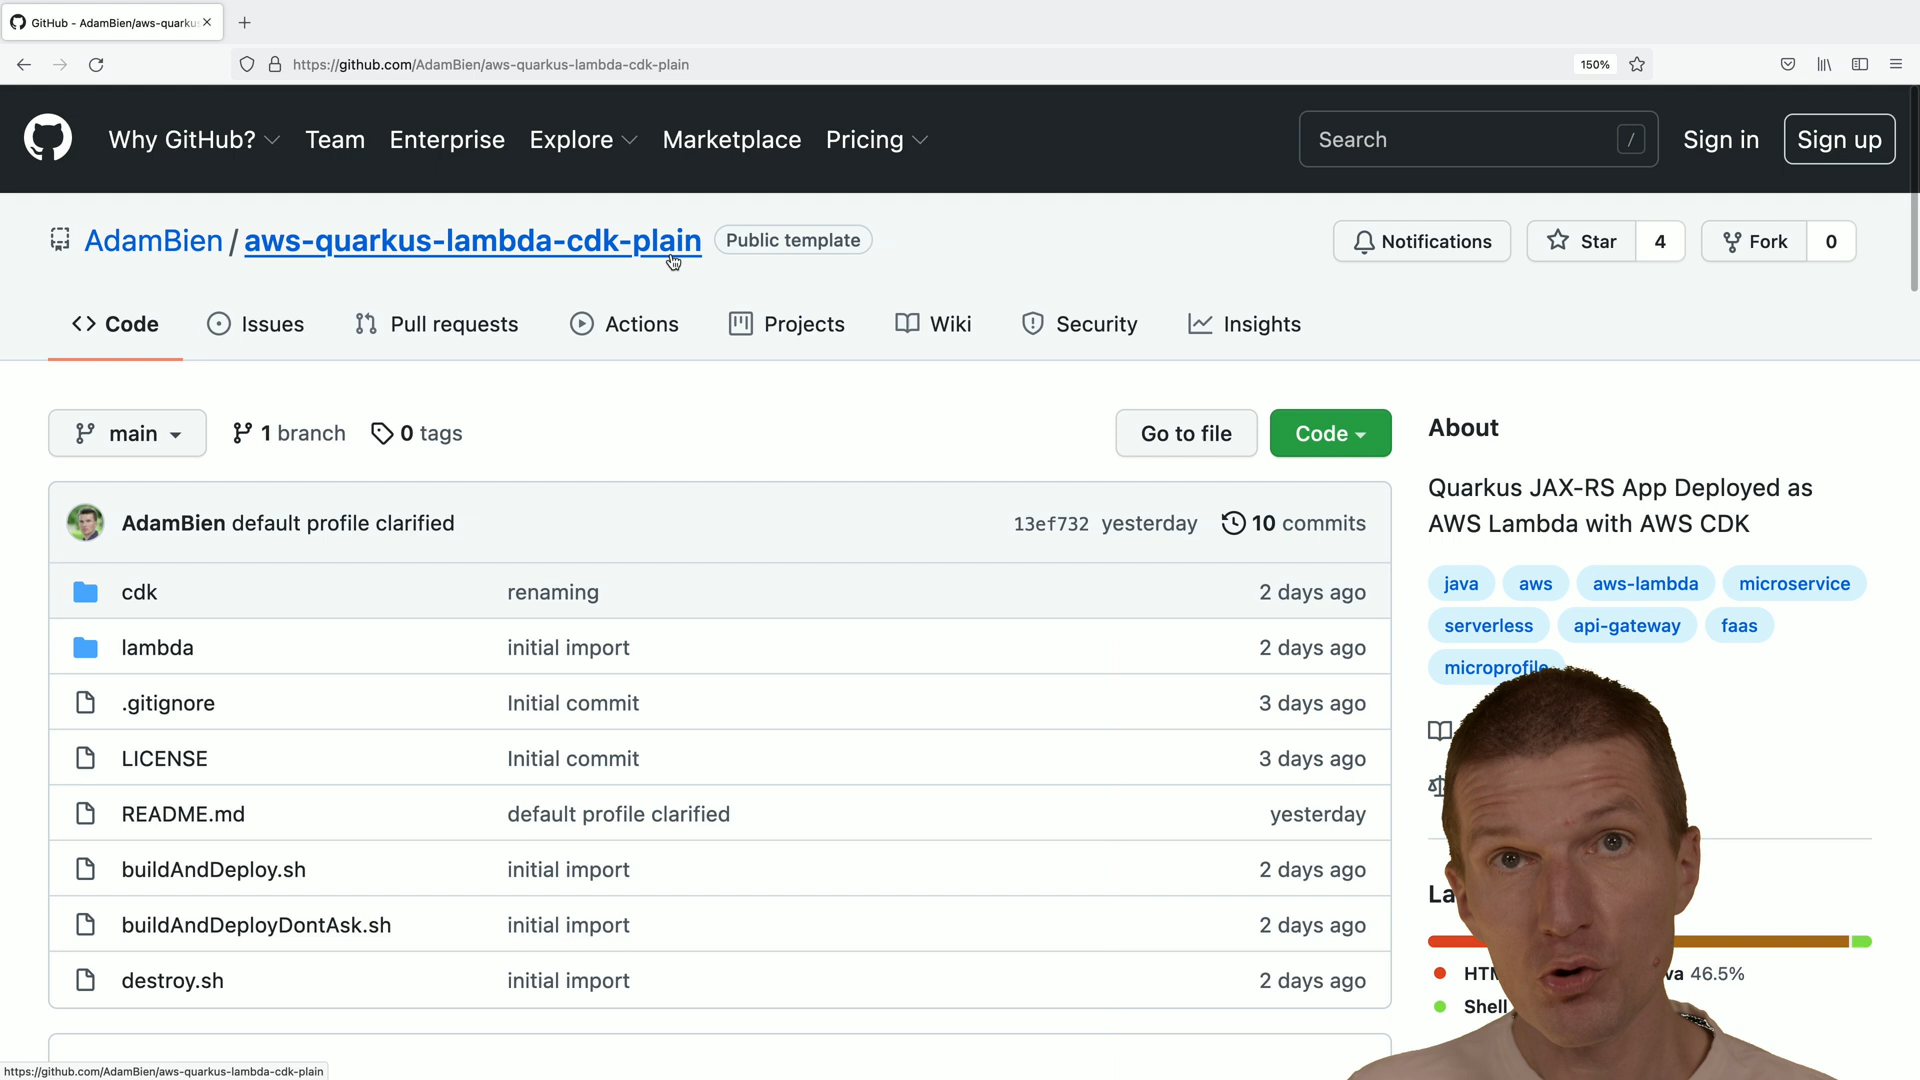 GitHub - AdamBien/aws-quarkus
https://github.com/AdamBien/aws-quarkus-lambda-cdk-plain
150%
Why GitHub? Team Enterprise Explore Marketplace Pricing
Search /
Sign in
Sign up
AdamBien / aws-quarkus-lambda-cdk-plain
Public template
Notifications
Star 4
Fork 0
Code
Issues
Pull requests
Actions
Projects
Wiki
Security
Insights
main
1 branch
0 tags
Go to file
Code
AdamBien default profile clarified
13ef732 yesterday
10 commits
cdk renaming 2 days ago
lambda initial import 2 days ago
.gitignore Initial commit 3 days ago
LICENSE Initial commit 3 days ago
README.md default profile clarified yesterday
buildAndDeploy.sh initial import 2 days ago
buildAndDeployDontAsk.sh initial import 2 days ago
destroy.sh initial import 2 days ago
About
Quarkus JAX-RS App Deployed as
AWS Lambda with AWS CDK
java aws aws-lambda microservice
serverless api-gateway faas
microprofile
46.5%
Shell
https://github.com/AdamBien/aws-quarkus-lambda-cdk-plain